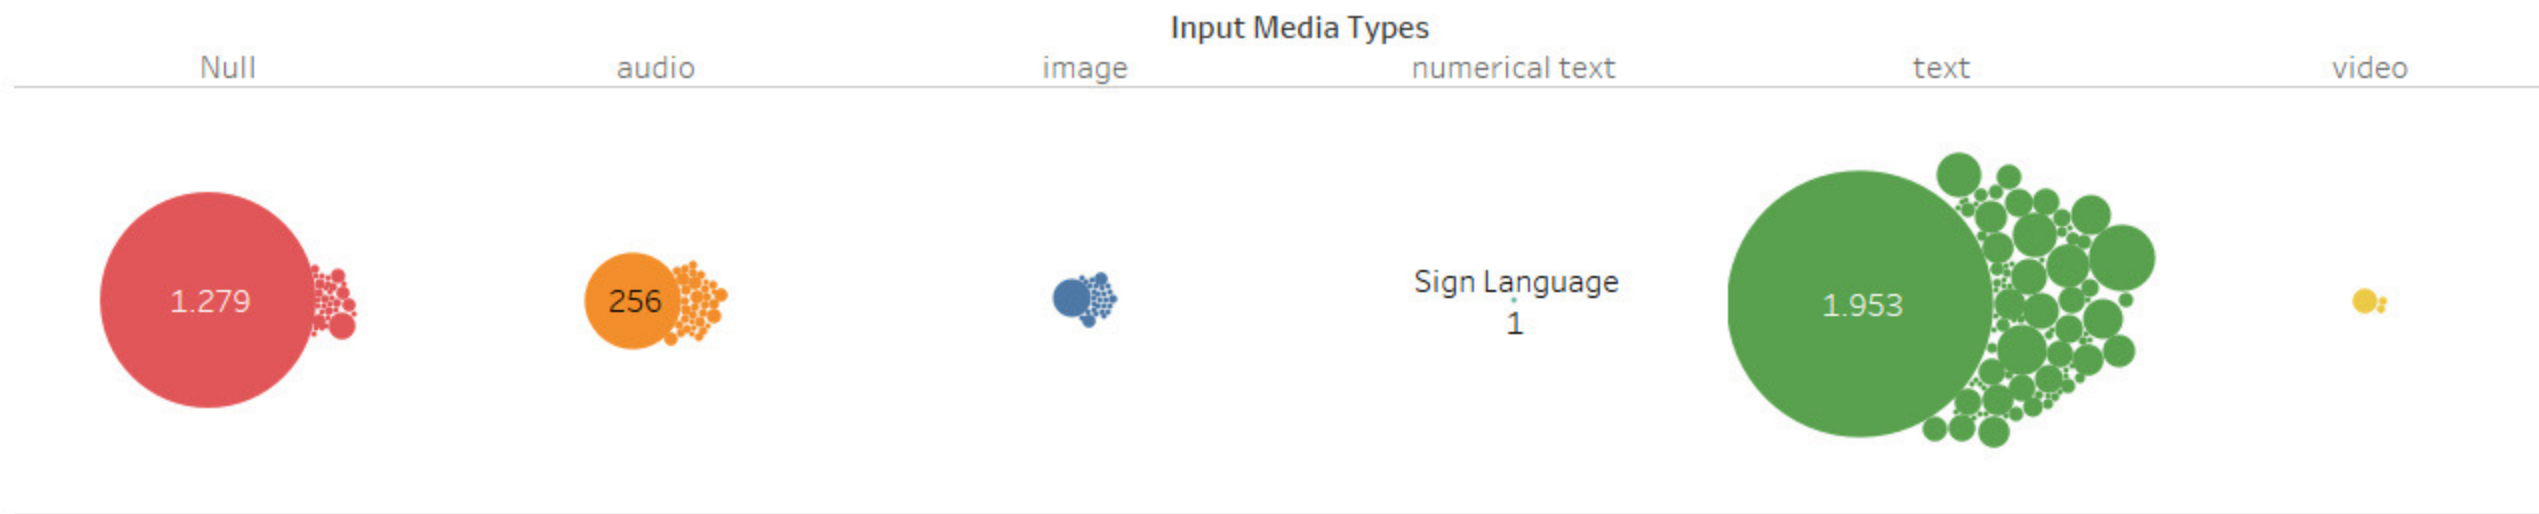 Input Media Types
Null audio image numerical text text video
Sign Language
1.279 256 1 1.953